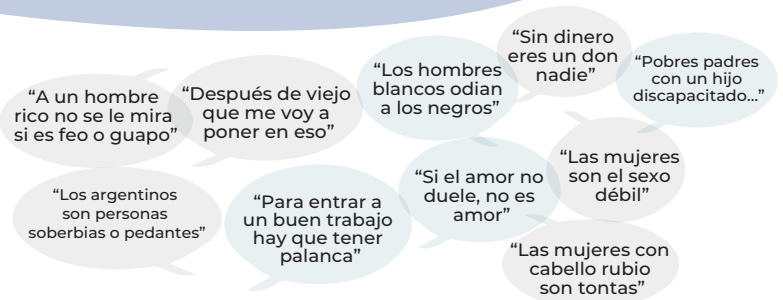 “A un hombre
rico no se le mira
si es feo o guapo”
“Después de viejo
que me voy a
poner en eso”
“Los hombres
blancos odian
a los negros”
“Sin dinero
eres un don
nadie”
“Pobres padres
con un hijo
discapacitado...”
“Los argentinos
son personas
soberbias o pedantes”
“Para entrar a
un buen trabajo
hay que tener
palanca”
“Si el amor no
duele, no es
amor”
“Las mujeres
son el sexo
débil”
“Las mujeres con
cabello rubio
son tontas”